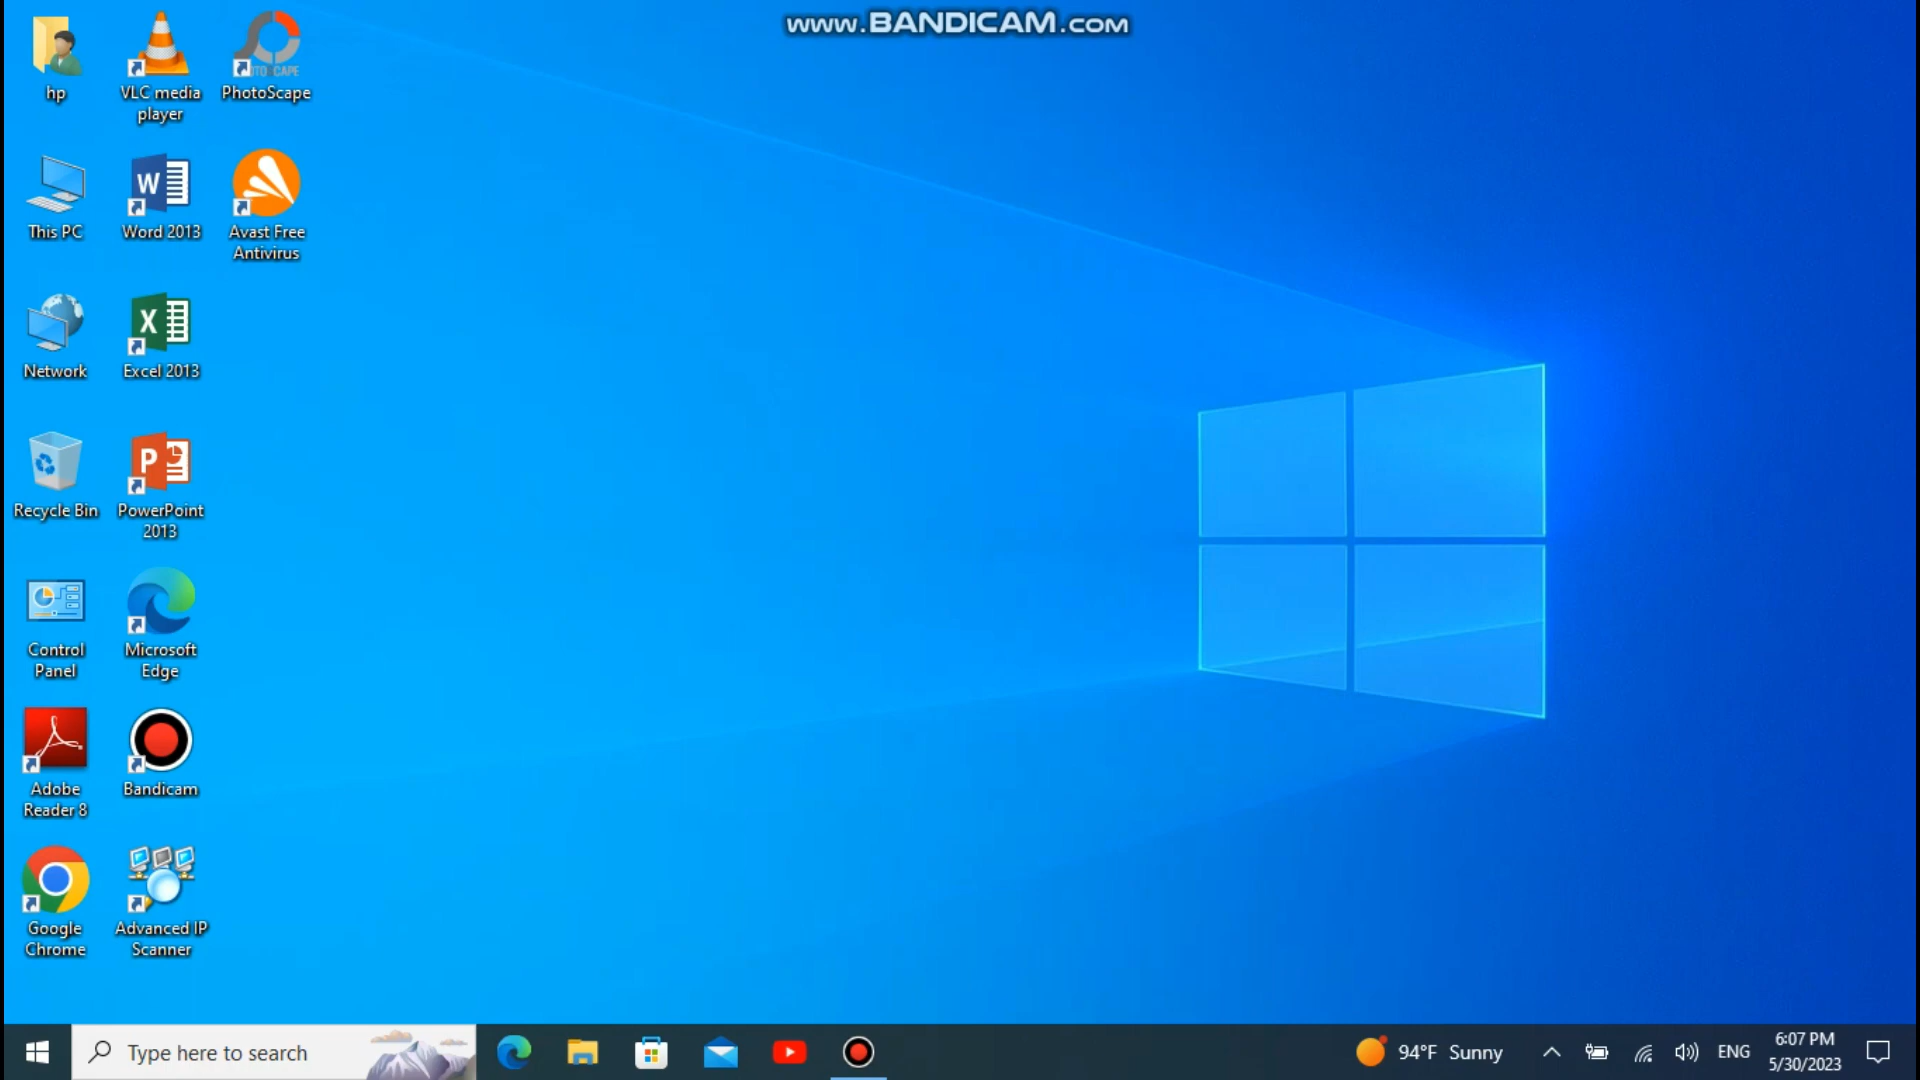 www.BANDICAM.com
hp
VLC media
player
PhotoScape
This PC
W
Word 2013
Avast Free
Antivirus
Network
X
Excel 2013
Recycle Bin
P
PowerPoint
2013
Control
Panel
Microsoft
Edge
Adobe
Reader 8
Bandicam
Google
Chrome
Advanced IP
Scanner
Type here to search
94°F Sunny
ENG
6:07 PM
5/30/2023